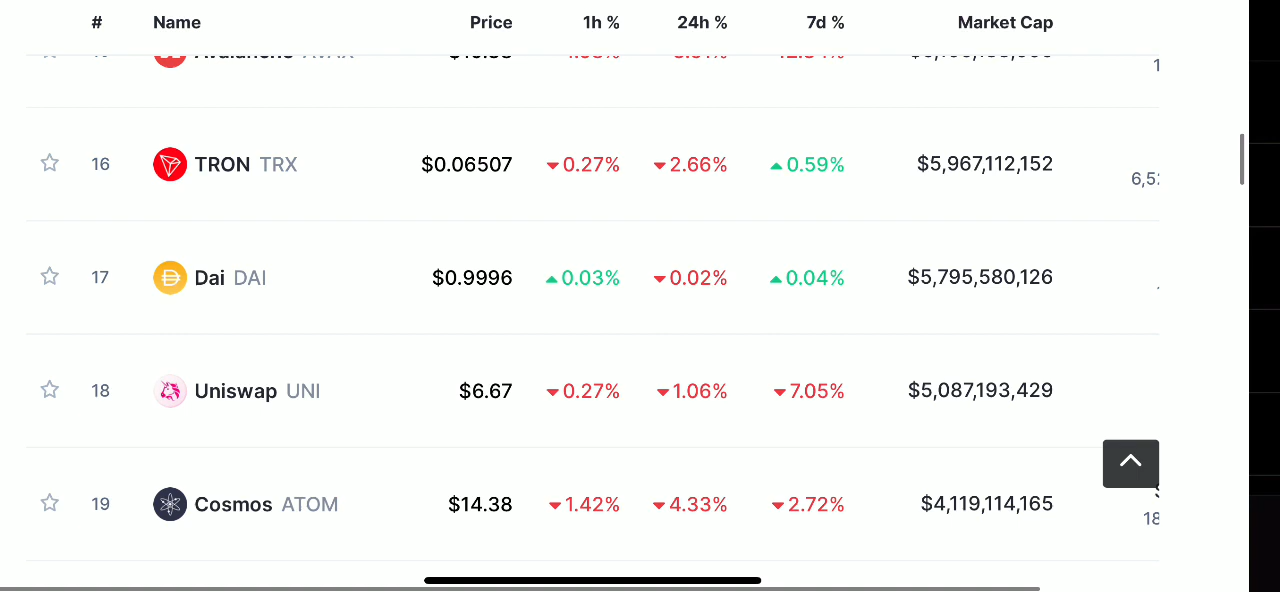 # Name Price 1h % 24h % 7d % Market Cap
Avalanche AVAX
16 TRON TRX $0.06507 0.27% 2.66% 0.59% $5,967,112,152
17 Dai DAI $0.9996 0.03% 0.02% 0.04% $5,795,580,126
18 Uniswap UNI $6.67 0.27% 1.06% 7.05% $5,087,193,429
19 Cosmos ATOM $14.38 1.42% 4.33% 2.72% $4,119,114,165